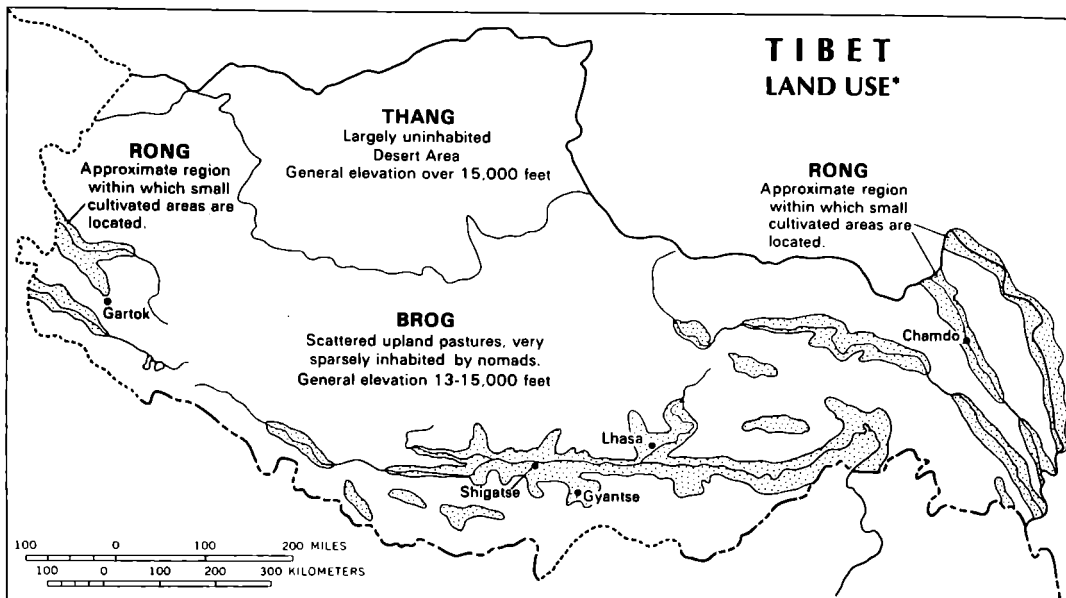 TIBET
LAND USE*
THANG
Largely uninhabited
Desert Area
General elevation over 15,000 feet
RONG
Approximate region
within which small
cultivated areas are
located.
RONG
Approximate region
within which small
cultivated areas are
located.
Gartok
BROG
Scattered upland pastures, very
sparsely inhabited by nomads.
General elevation 13-15,000 feet
Chamdo
Lhasa
Shigatse
Gyantse
100 0 100 200 MILES
100 0 100 200 300 KILOMETERS